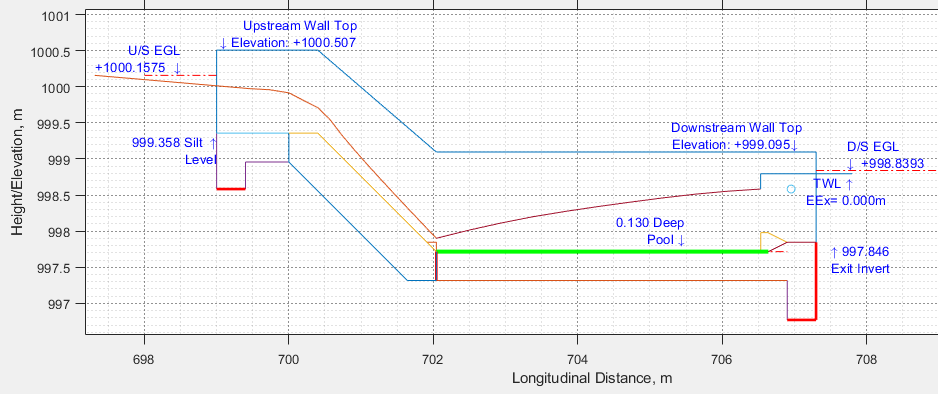 1001
1000.5
1000
999.5
999
998.5
998
997.5
997
Height/Elevation, m
Upstream Wall Top
↓ Elevation: +1000.507
U/S EGL
+1000.1575 ↓
999.358 Silt ↑
Level
Downstream Wall Top
Elevation: +999.095↓
D/S EGL
↓ +998.8393
TWL ↑
EEx= 0.000m
0.130 Deep
Pool ↓
↑ 997.846
Exit Invert
698
700
702
704
706
708
Longitudinal Distance, m